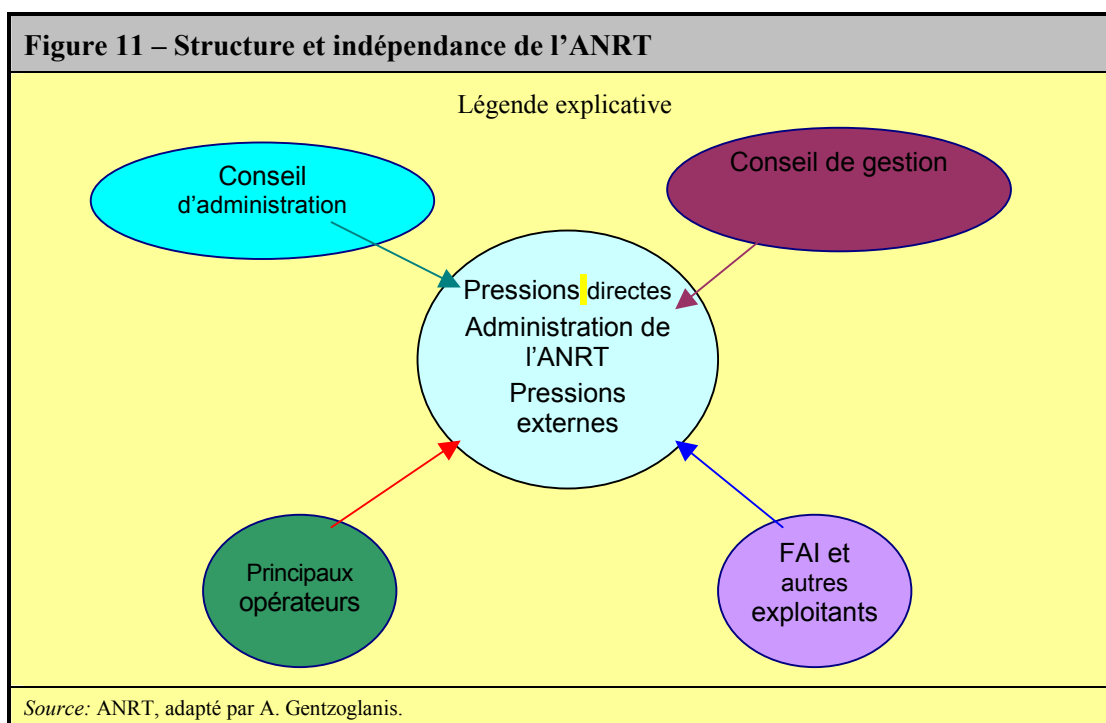 Figure 11 – Structure et indépendance de l’ANRT
Légende explicative
Conseil
d’administration
Conseil de gestion
Pressions directes
Administration de
l’ANRT
Pressions
externes
Principaux
opérateurs
FAI et
autres
exploitants
Source: ANRT, adapté par A. Gentzoglanis.